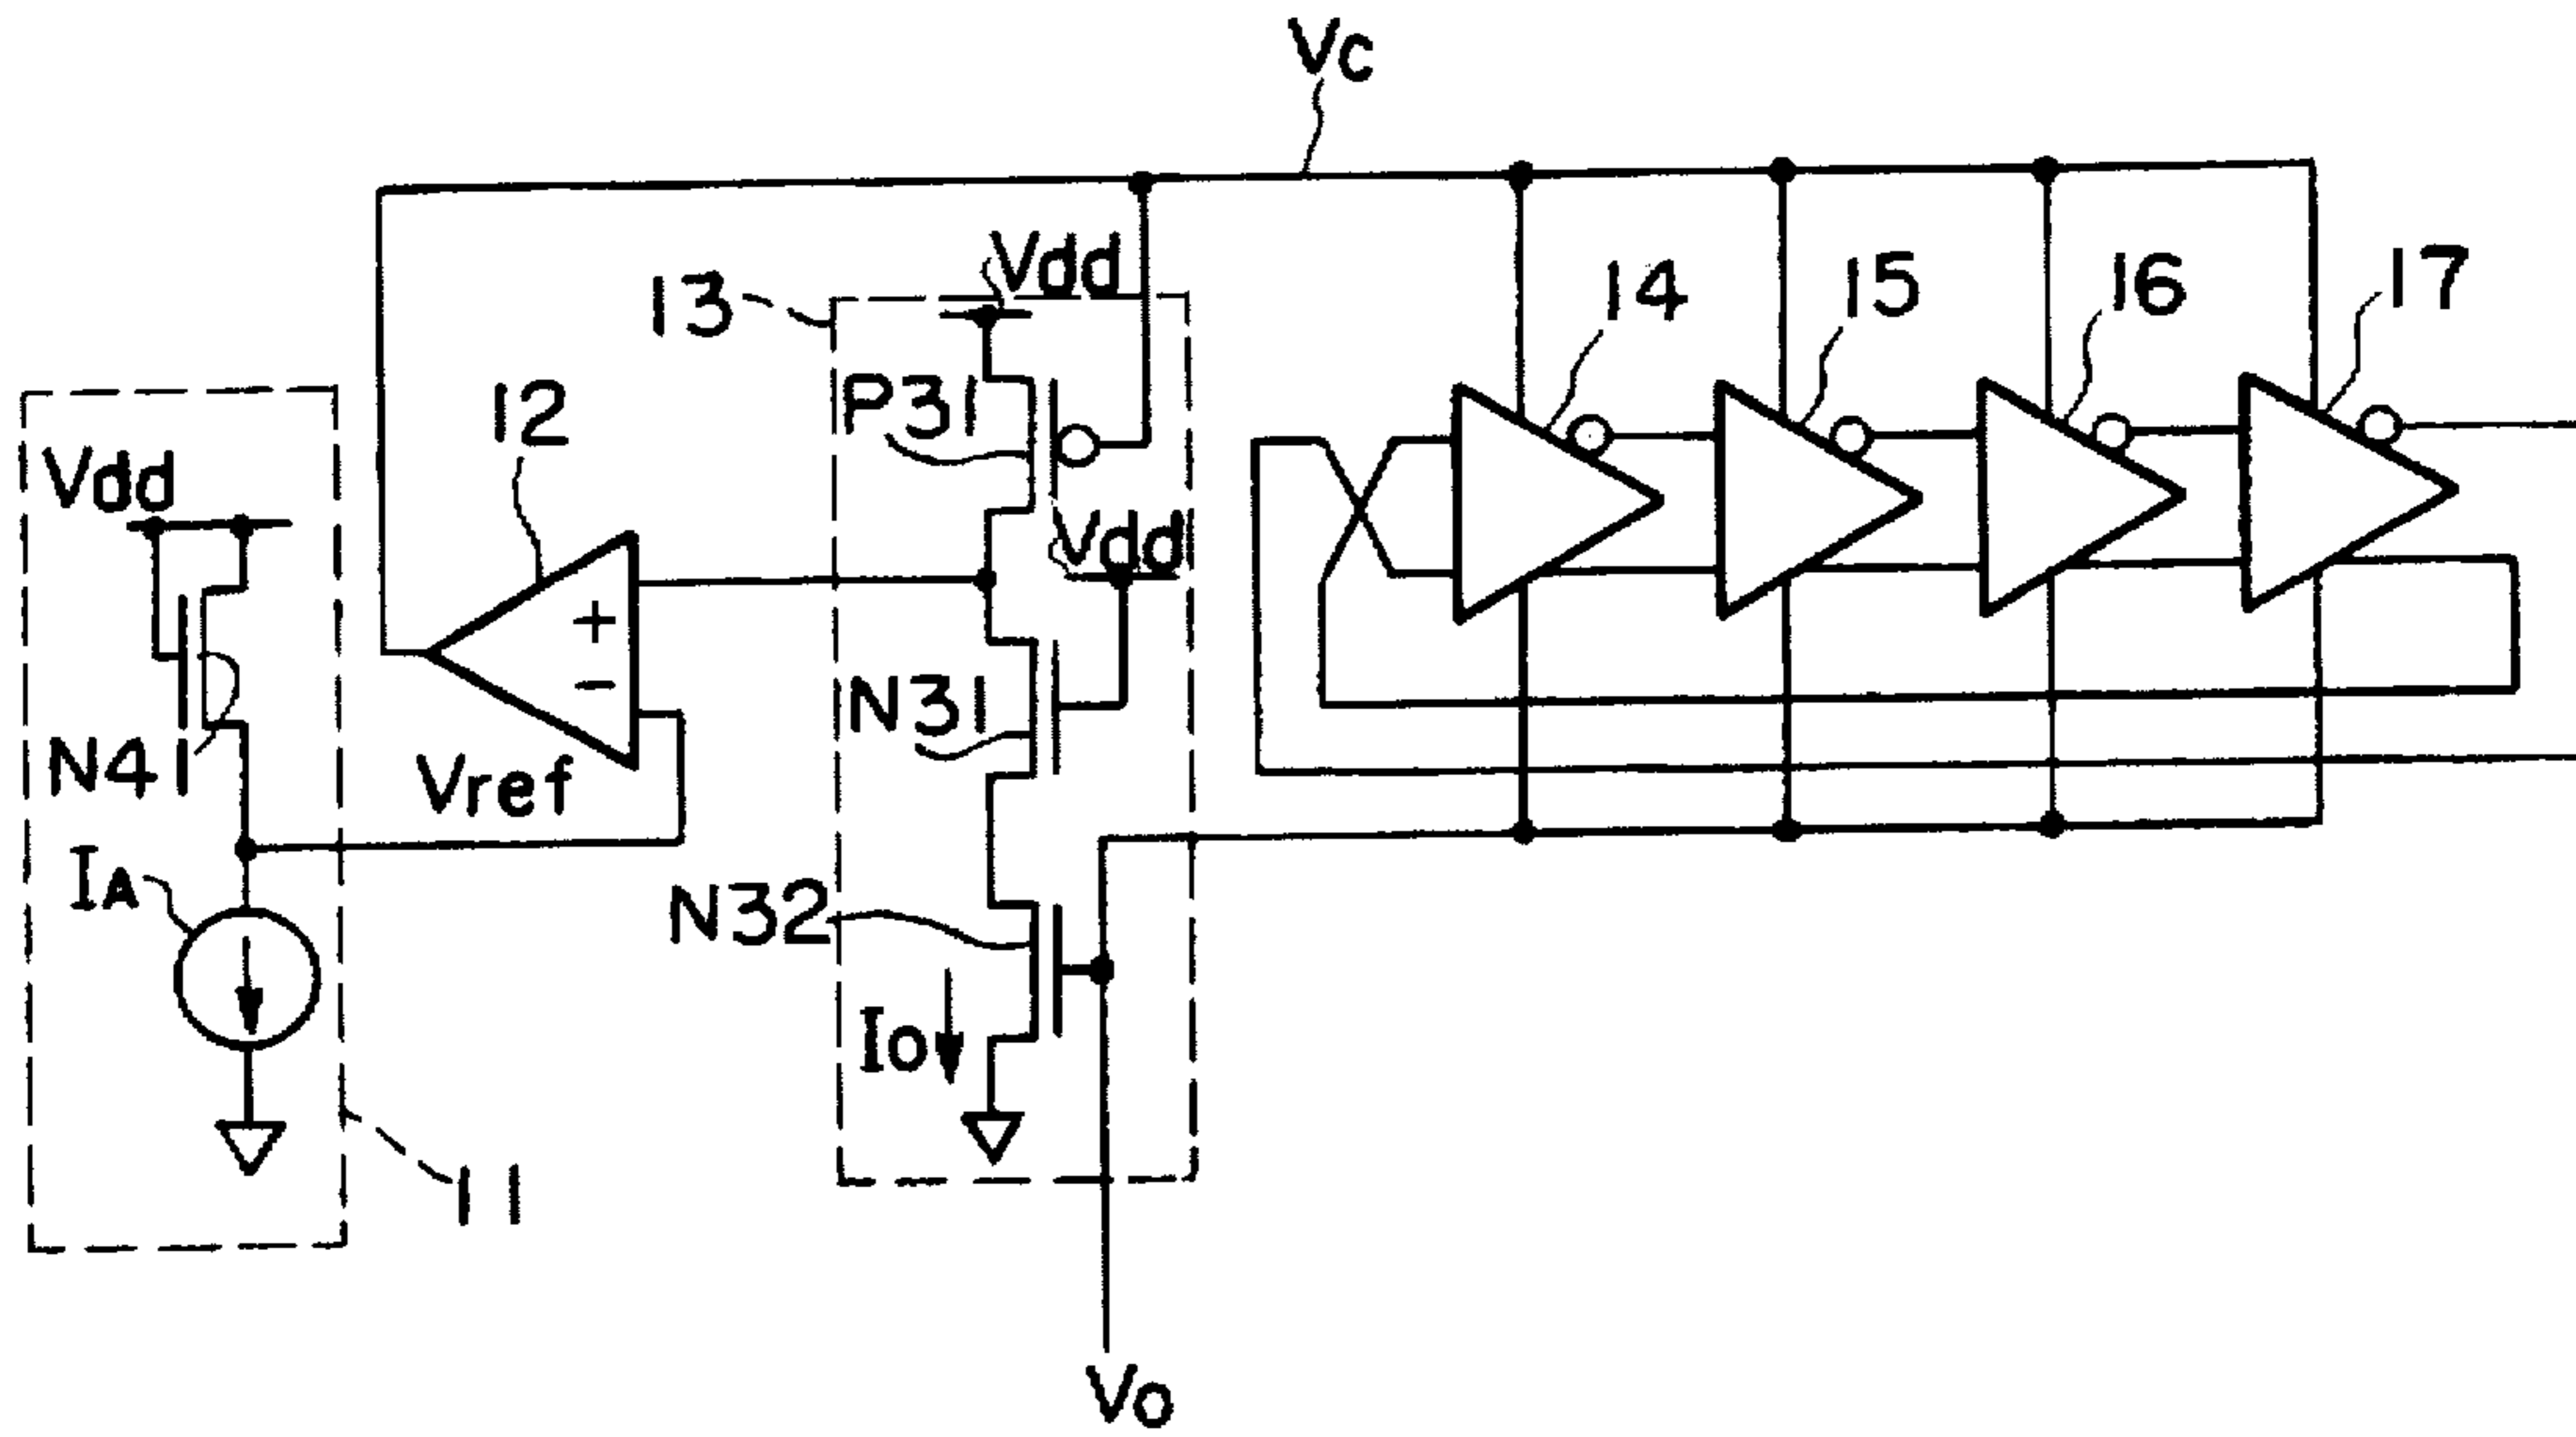 Vc
Vdd
13
14
15
16
17
12
P31
Vdd
Vdd
+
−
N31
N41
Vref
IA
N32
Io
11
Vo